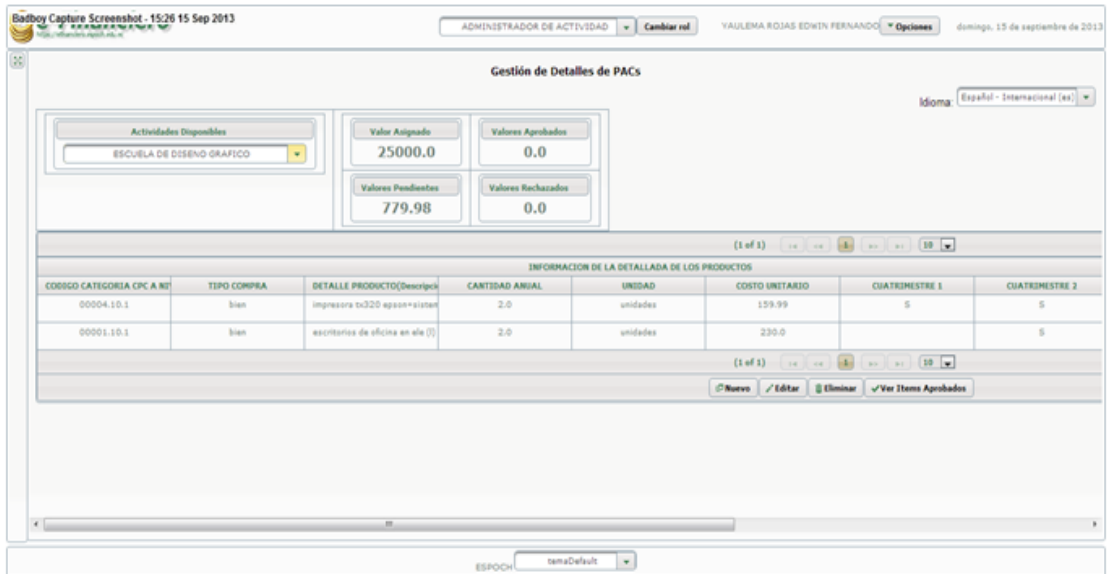 Badboy Capture Screenshot - 15:26 15 Sep 2013
ADMINISTRADOR DE ACTIVIDAD Cambiar rol YAULEMA ROJAS EDWIN FERNANDO Opciones domingo, 15 de septiembre de 2013
Gestión de Detalles de PACs
Idioma: Español - Internacional (es)
Actividades Disponibles Valor Asignado Valores Aprobados
ESCUELA DE DISENO GRAFICO 25000.0 0.0
Valores Pendientes Valores Rechazados
779.98 0.0
(1 of 1) 1 10
INFORMACION DE LA DETALLADA DE LOS PRODUCTOS
CODIGO CATEGORIA CPC A NI TIPO COMPRA DETALLE PRODUCTO(Descripci CANTIDAD ANUAL UNIDAD COSTO UNITARIO CUATRIMESTRE 1 CUATRIMESTRE 2
00004.10.1 bien impresora tx320 epson+sistem 2.0 unidades 159.99 S S
00001.10.1 bien escritorios de oficina en ele (l) 2.0 unidades 230.0 S
(1 of 1) 1 10
Nuevo Editar Eliminar Ver Items Aprobados
ESPOCH temaDefault